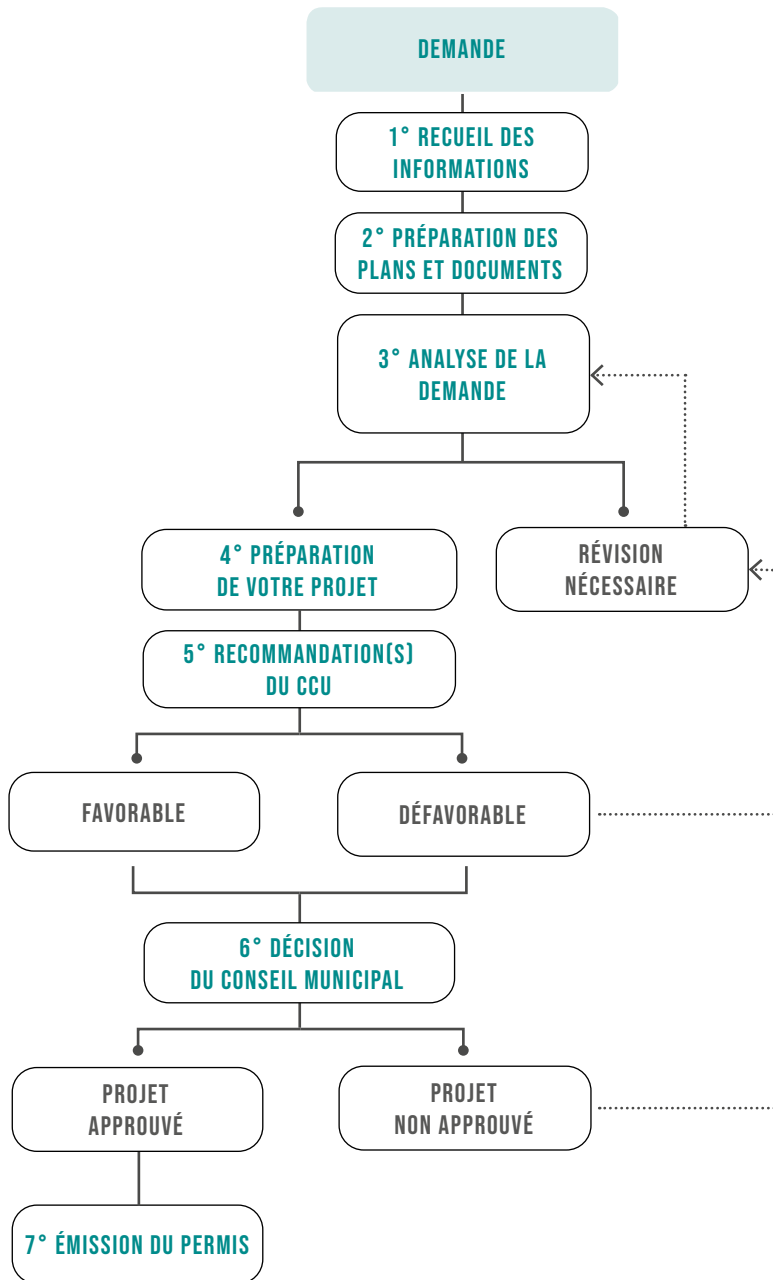 DEMANDE
1° RECUEIL DES
INFORMATIONS
2° PRÉPARATION DES
PLANS ET DOCUMENTS
3° ANALYSE DE LA
DEMANDE
4° PRÉPARATION
DE VOTRE PROJET
RÉVISION
NÉCESSAIRE
5° RECOMMANDATION(S)
DU CCU
FAVORABLE
DÉFAVORABLE
6° DÉCISION
DU CONSEIL MUNICIPAL
PROJET
APPROUVÉ
PROJET
NON APPROUVÉ
7° ÉMISSION DU PERMIS